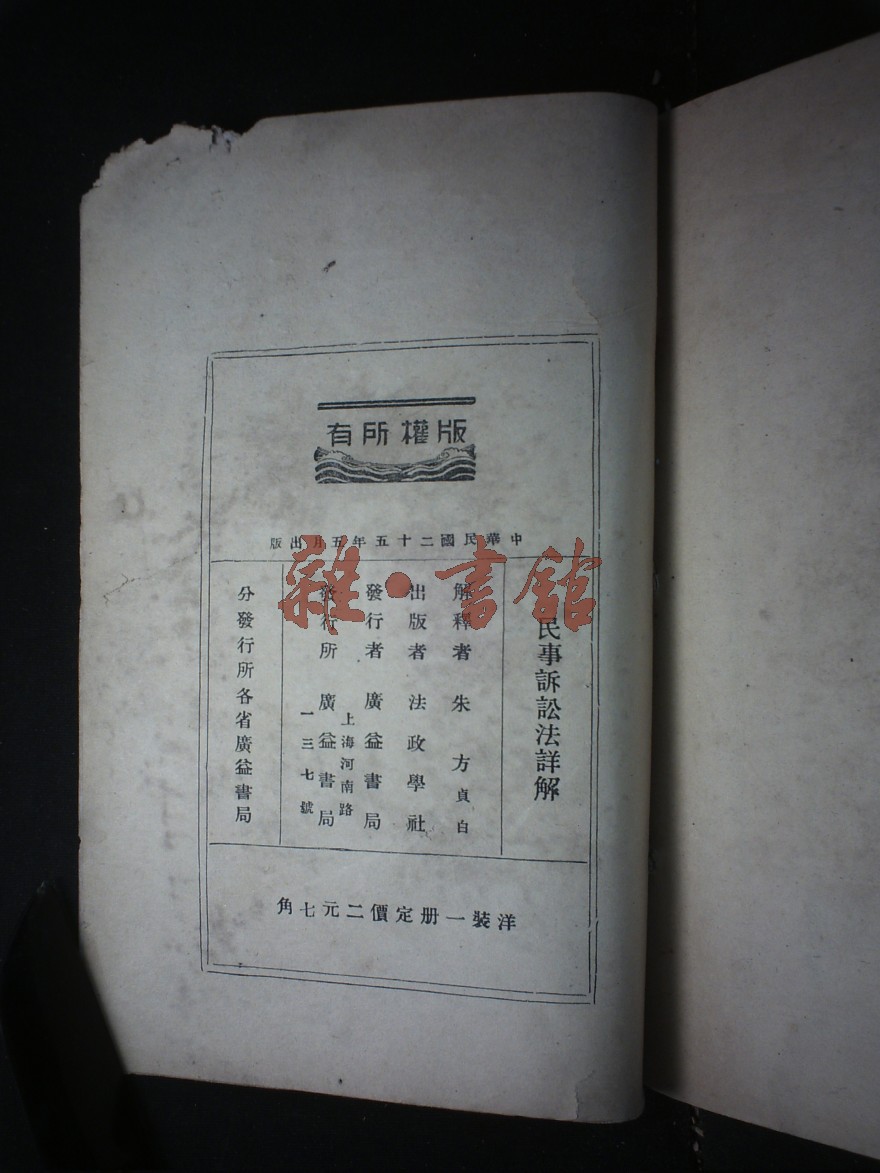 版權所有
中華民國二十五年五月出版
民事訴訟法詳解
解釋者 朱方貞白
出版者 法政學社
發行者 廣益書局
上海河南路
發行所 廣益書局
一三七號
分發行所各省廣益書局
洋裝一册定價二元七角
雜·書館